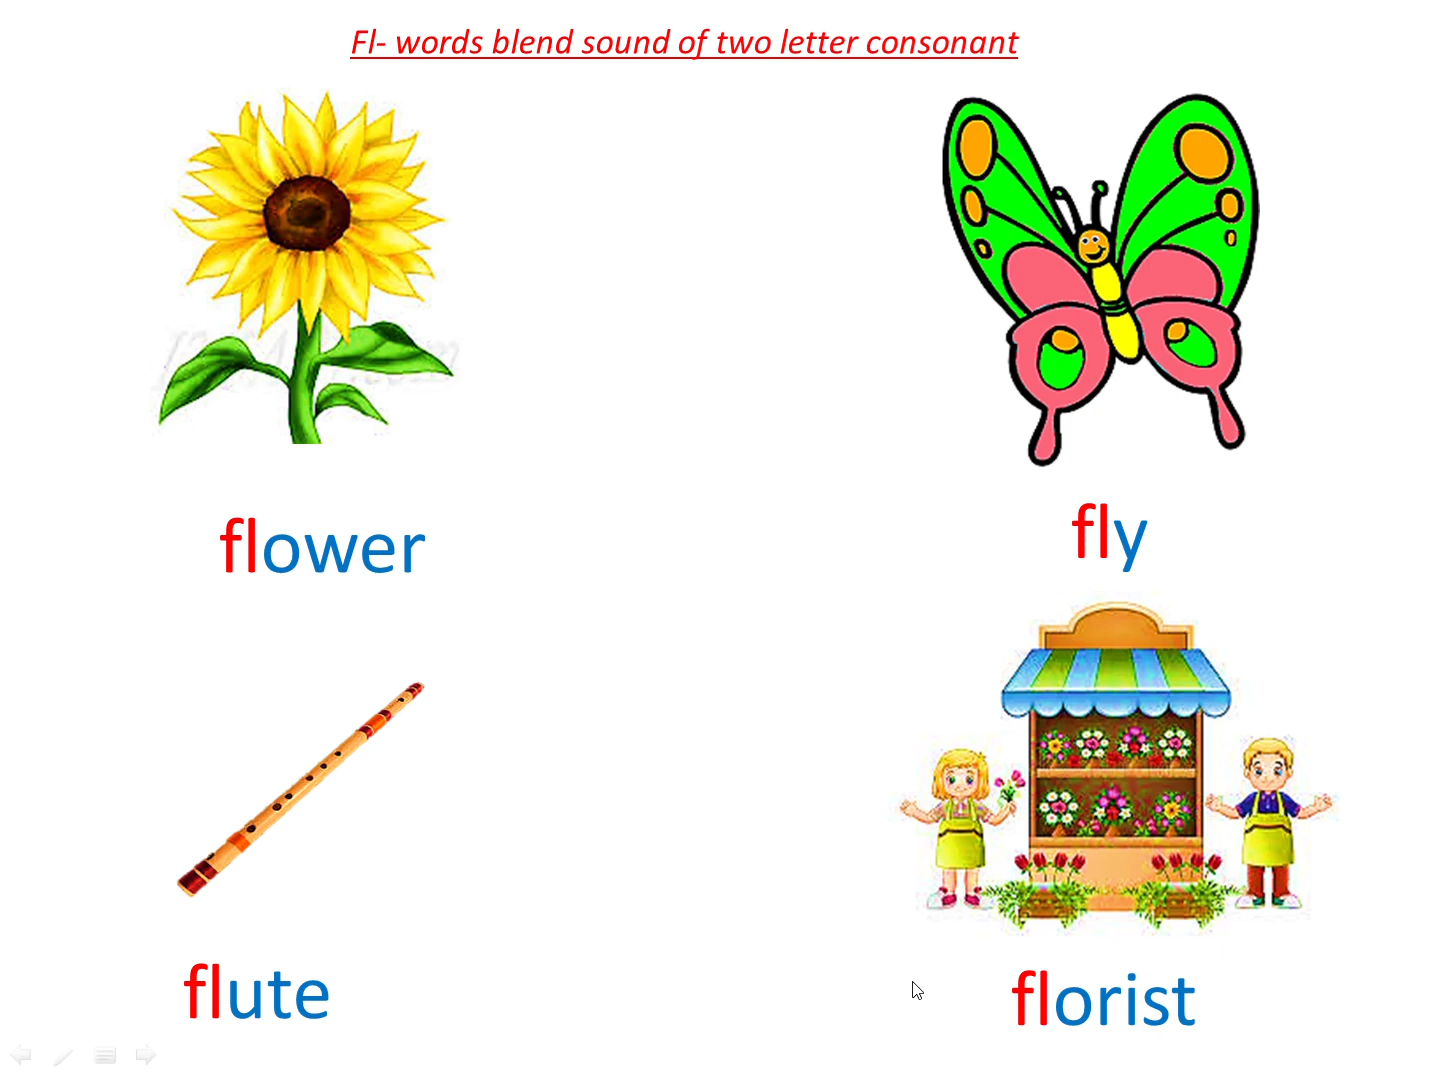 Fl- words blend sound of two letter consonant
flower
fly
flute
florist